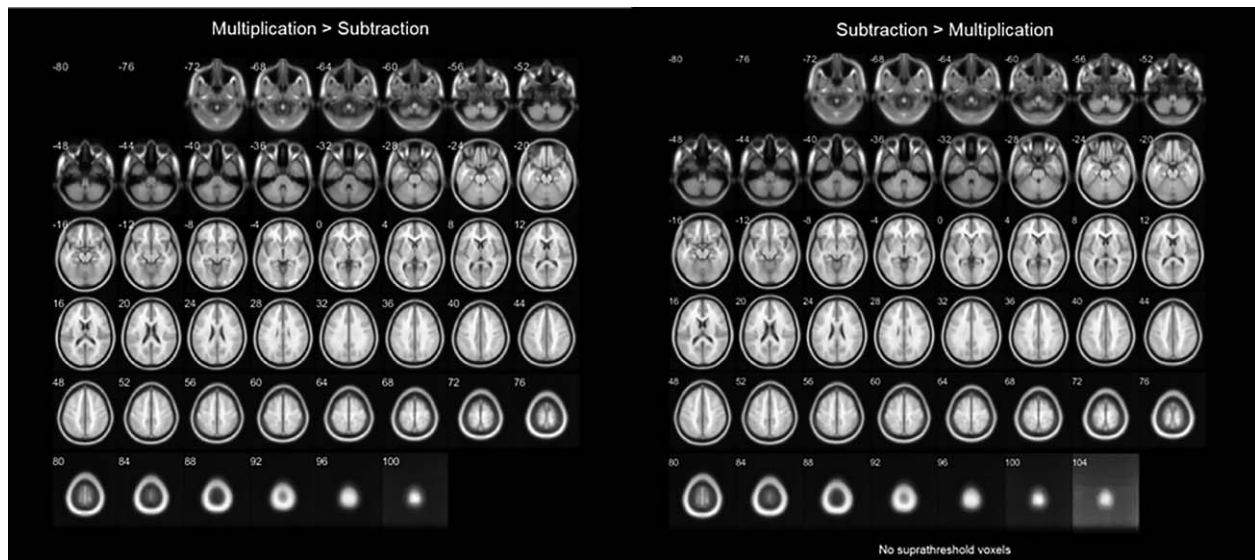 Multiplication > Subtraction
-80 -76 -72 -68 -64 -60 -56 -52
-48 -44 -40 -36 -32 -28 -24 -20
-16 -12 -8 -4 0 4 8 12
16 20 24 28 32 36 40 44
48 52 56 60 64 68 72 76
80 84 88 92 96 100
Subtraction > Multiplication
-80 -76 -72 -68 -64 -60 -56 -52
-48 -44 -40 -36 -32 -28 -24 -20
-16 -12 -8 -4 0 4 8 12
16 20 24 28 32 36 40 44
48 52 56 60 64 68 72 76
80 84 88 92 96 100 104
No suprathreshold voxels